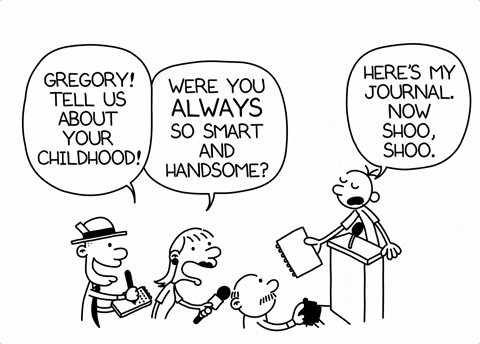 GREGORY!
TELL US
ABOUT
YOUR
CHILDHOOD!
WERE YOU
ALWAYS
SO SMART
AND
HANDSOME?
HERE'S MY
JOURNAL.
NOW
SHOO,
SHOO.